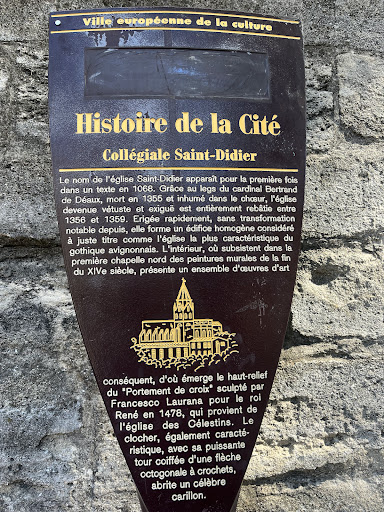 Ville européenne de la culture
Histoire de la Cité
Collégiale Saint-Didier
Le nom de l'église Saint-Didier apparaît pour la première fois
dans un texte en 1068. Grâce au legs du cardinal Bertrand
de Déaux, mort en 1355 et inhumé dans le chœur, l'église
devenue vétuste et exiguë est entièrement rebâtie entre
1356 et 1359. Erigée rapidement, sans transformation
notable depuis, elle forme un édifice homogène considéré
à juste titre comme l'église la plus caractéristique du
gothique avignonnais. L'intérieur, où subsistent dans la
première chapelle nord des peintures murales de la fin
du XIVe siècle, présente un ensemble d'œuvres d'art
conséquent, d'où émerge le haut-relief
du "Portement de croix" sculpté par
Francesco Laurana pour le roi
René en 1478, qui provient de
l'église des Célestins. Le
clocher, également caracté-
ristique, avec sa puissante
tour coiffée d'une flèche
octogonale à crochets,
abrite un célèbre
carillon.